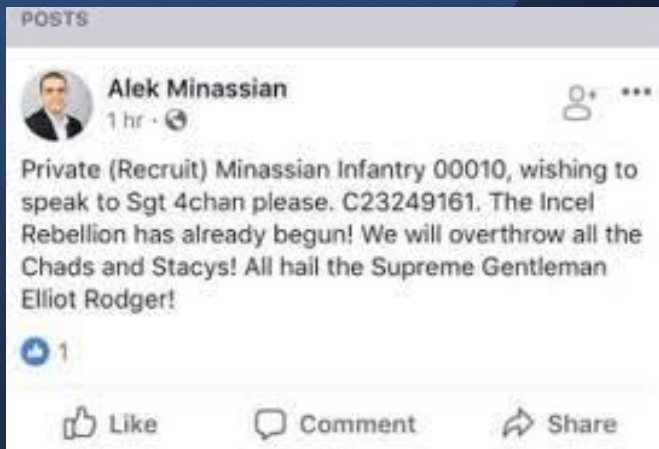 POSTS
Alek Minassian
1 hr ·
Private (Recruit) Minassian Infantry 00010, wishing to
speak to Sgt 4chan please. C23249161. The Incel
Rebellion has already begun! We will overthrow all the
Chads and Stacys! All hail the Supreme Gentleman
Elliot Rodger!
1
Like Comment Share